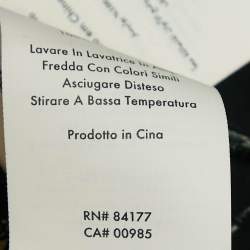 Lavare In Lavatrice In
Fredda Con Colori Simili
Asciugare Disteso
Stirare A Bassa Temperatura
Prodotto in Cina
RN# 84177
CA# 00985